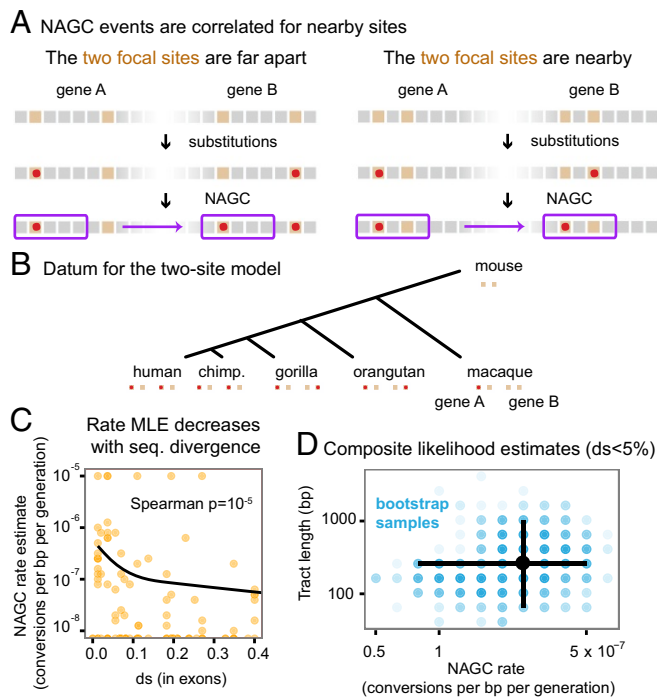 A NAGC events are correlated for nearby sites
The two focal sites are far apart
The two focal sites are nearby
gene A
gene B
gene A
gene B
substitutions
substitutions
NAGC
NAGC
B Datum for the two-site model
mouse
human
chimp.
gorilla
orangutan
macaque
gene A
gene B
C Rate MLE decreases
with seq. divergence
NAGC rate estimate
(conversions per bp per generation)
10-5
10-6
10-7
10-8
Spearman p=10-5
0.0
0.1
0.2
0.3
0.4
ds (in exons)
D Composite likelihood estimates (ds<5%)
Tract length (bp)
1000
100
bootstrap
samples
0.5
1
5 x 10-7
NAGC rate
(conversions per bp per generation)